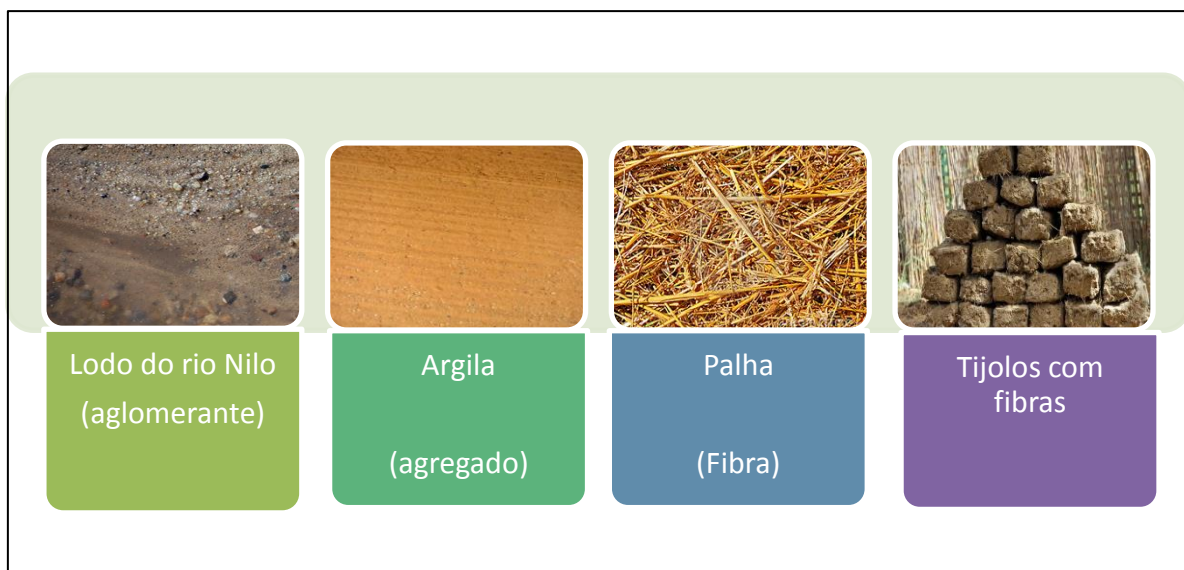 Lodo do rio Nilo
(aglomerante)
Argila
(agregado)
Palha
(Fibra)
Tijolos com
fibras